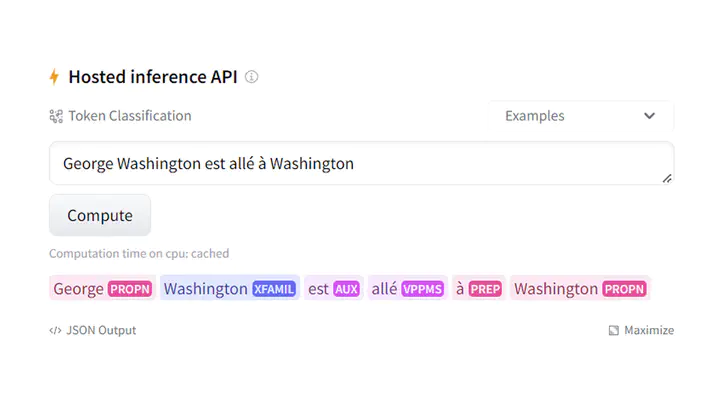 Hosted inference API
Token Classification Examples
George Washington est allé à Washington
Compute
Computation time on cpu: cached
George PROPN Washington XFAMIL est AUX allé VPPMS à PREP Washington PROPN
</> JSON Output Maximize